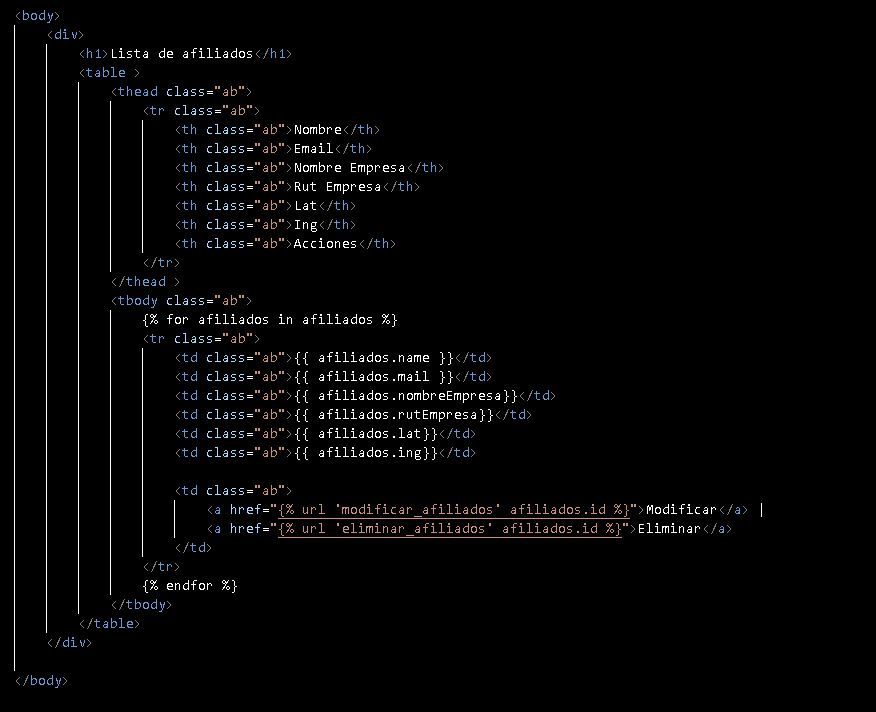 <body>
<div>
<h1>Lista de afiliados</h1>
<table >
<thead class="ab">
<tr class="ab">
<th class="ab">Nombre</th>
<th class="ab">Email</th>
<th class="ab">Nombre Empresa</th>
<th class="ab">Rut Empresa</th>
<th class="ab">Lat</th>
<th class="ab">Ing</th>
<th class="ab">Acciones</th>
</tr>
</thead >
<tbody class="ab">
{% for afiliados in afiliados %}
<tr class="ab">
<td class="ab">{{ afiliados.name }}</td>
<td class="ab">{{ afiliados.mail }}</td>
<td class="ab">{{ afiliados.nombreEmpresa}}</td>
<td class="ab">{{ afiliados.rutEmpresa}}</td>
<td class="ab">{{ afiliados.lat}}</td>
<td class="ab">{{ afiliados.ing}}</td>
<td class="ab">
<a href="{% url 'modificar_afiliados' afiliados.id %}">Modificar</a> |
<a href="{% url 'eliminar_afiliados' afiliados.id %}">Eliminar</a>
</td>
</tr>
{% endfor %}
</tbody>
</table>
</div>
</body>